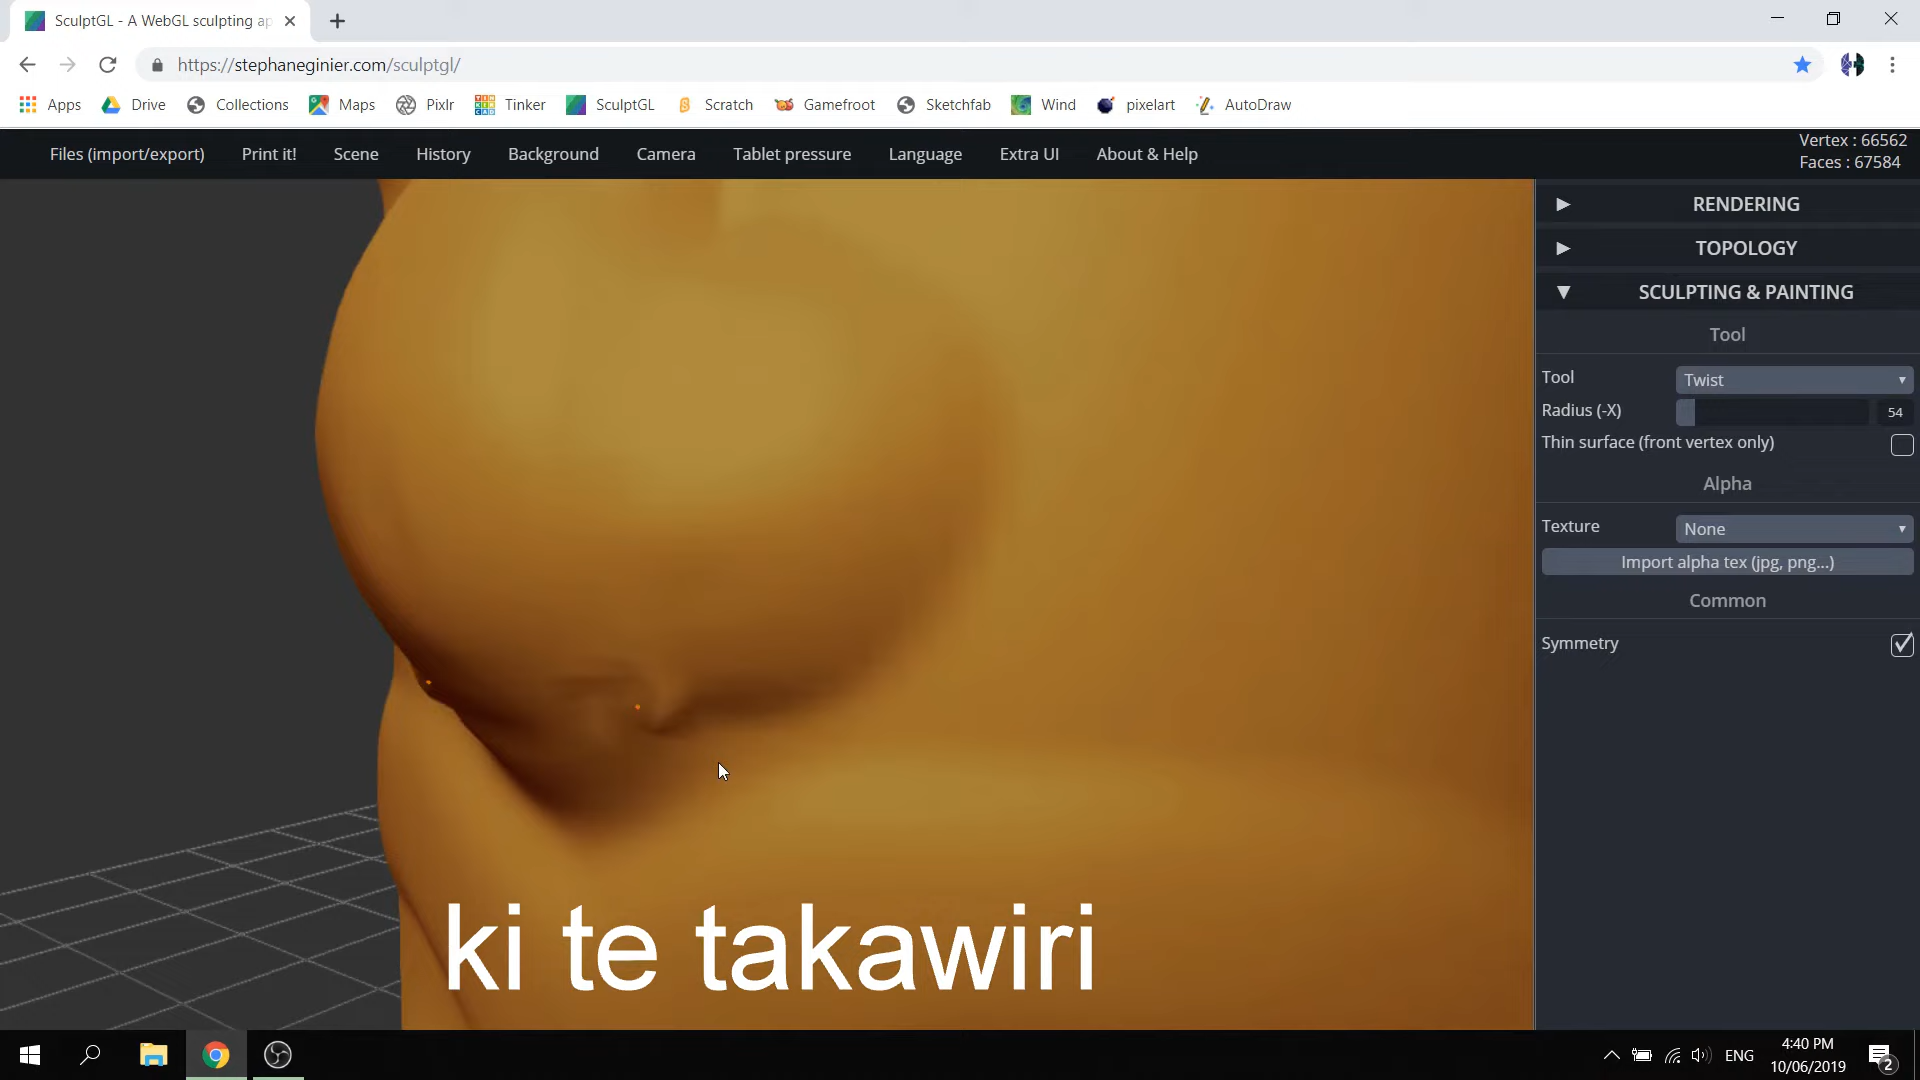 SculptGL - A WebGL sculpting ap
https://stephaneginier.com/sculptgl/
Apps Drive Collections Maps Pixlr Tinker SculptGL Scratch Gamefroot Sketchfab Wind pixelart AutoDraw
Files (import/export) Print it! Scene History Background Camera Tablet pressure Language Extra UI About & Help
Vertex : 66562
Faces : 67584
RENDERING
TOPOLOGY
SCULPTING & PAINTING
Tool
Tool Twist
Radius (-X) 54
Thin surface (front vertex only)
Alpha
Texture None
Import alpha tex (jpg, png...)
Common
Symmetry
ki te takawiri
ENG
4:40 PM
10/06/2019
2